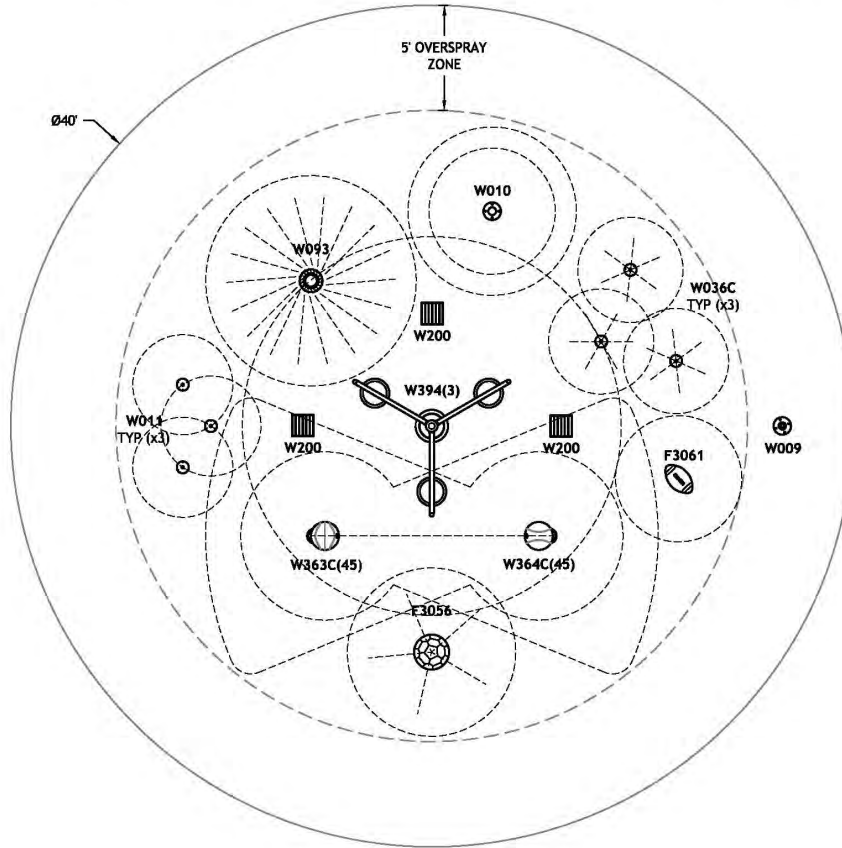 5' OVERSPRAY
ZONE
Ø40'
W010
W093
W036C
TYP (x3)
W200
W394(3)
W011
TYP (x3)
W200
W200
F3061
W009
W363C(45)
W364C(45)
F3056